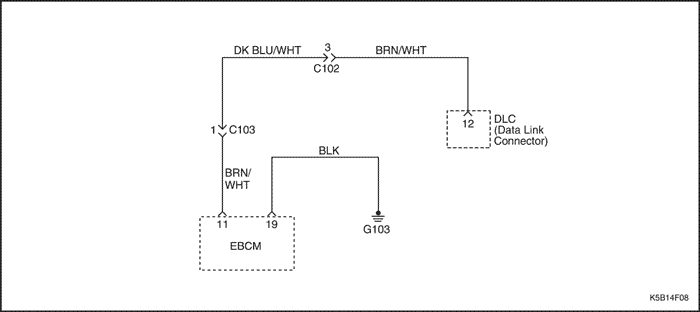 3
DK BLU/WHT
BRN/WHT
C102
1
C103
12
DLC
(Data Link
Connector)
BLK
BRN/
WHT
11
19
G103
EBCM
K5B14F08